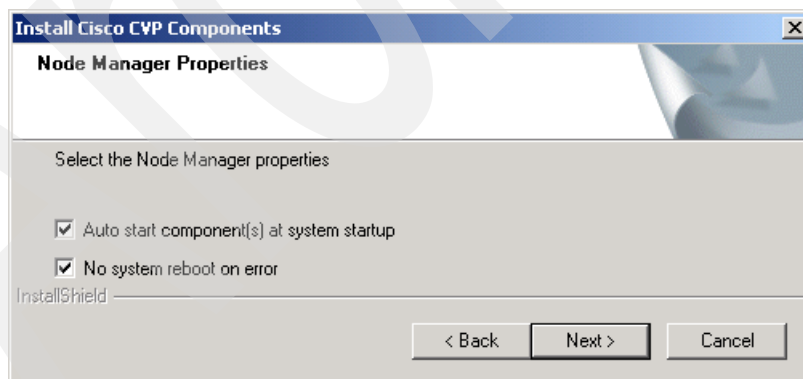 Install Cisco CVP Components
Node Manager Properties
Select the Node Manager properties
Auto start component(s) at system startup
No system reboot on error
InstallShield
< Back
Next >
Cancel